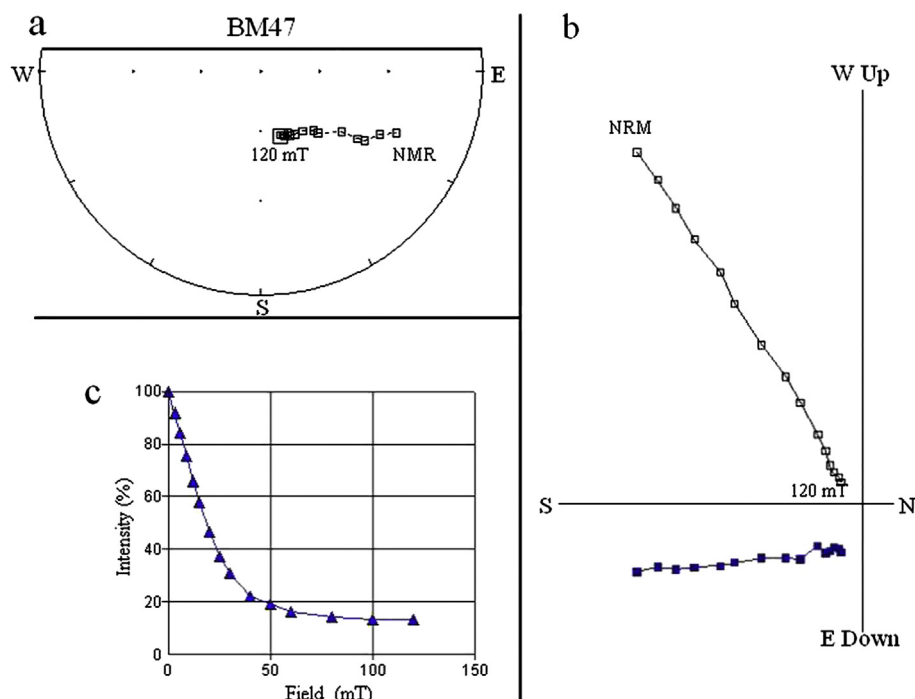 a
BM47
W
E
120 mT
NMR
S
b
W Up
NRM
120 mT
S
N
E Down
c
Intensity (%)
100
80
60
40
20
0
0
50
100
150
Field (mT)